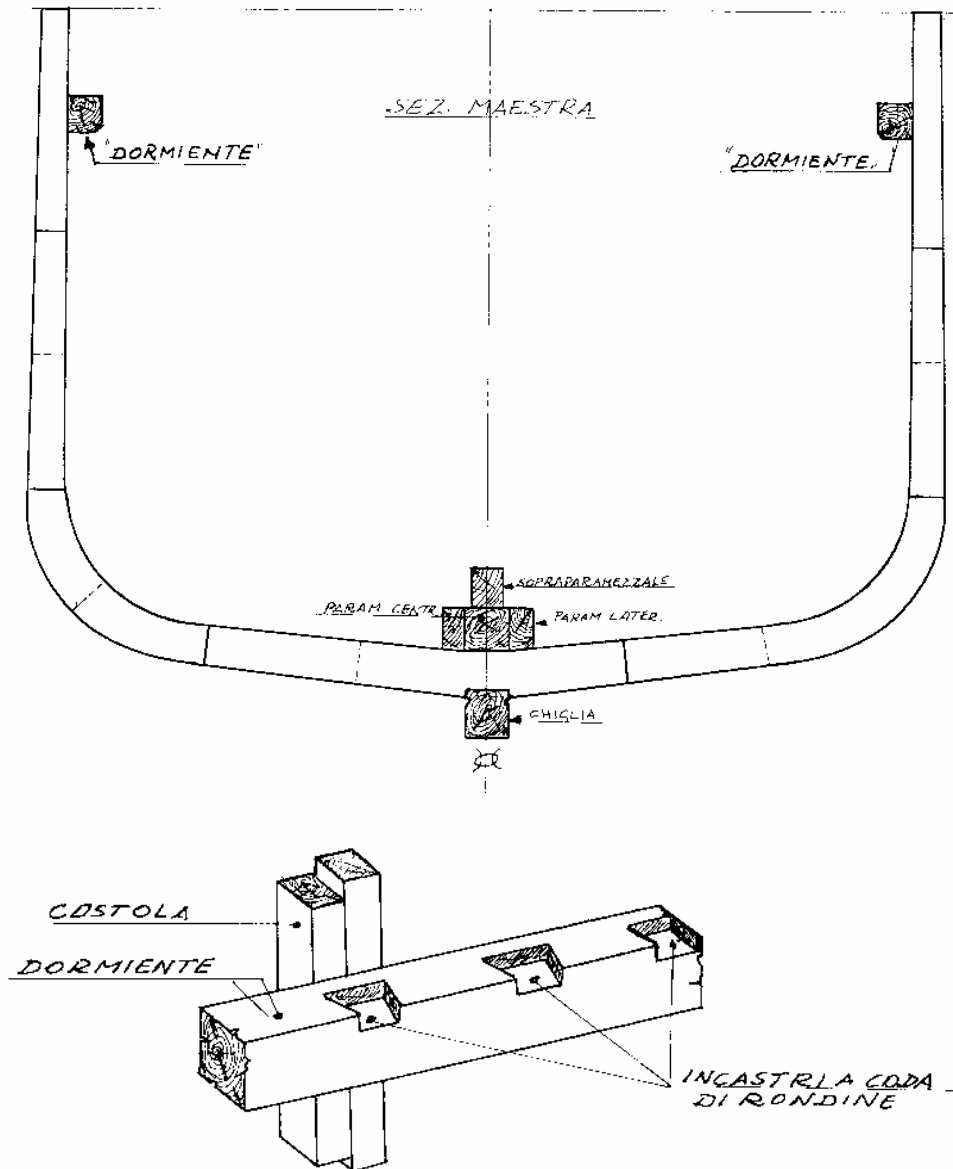 SEZ. MAESTRA
"DORMIENTE"
"DORMIENTE„
SOPRAPARAMEZZALE
PARAM CENTR
PARAM LATER.
CHIGLIA
COSTOLA
DORMIENTE
INCASTRI A CODA
DI RONDINE